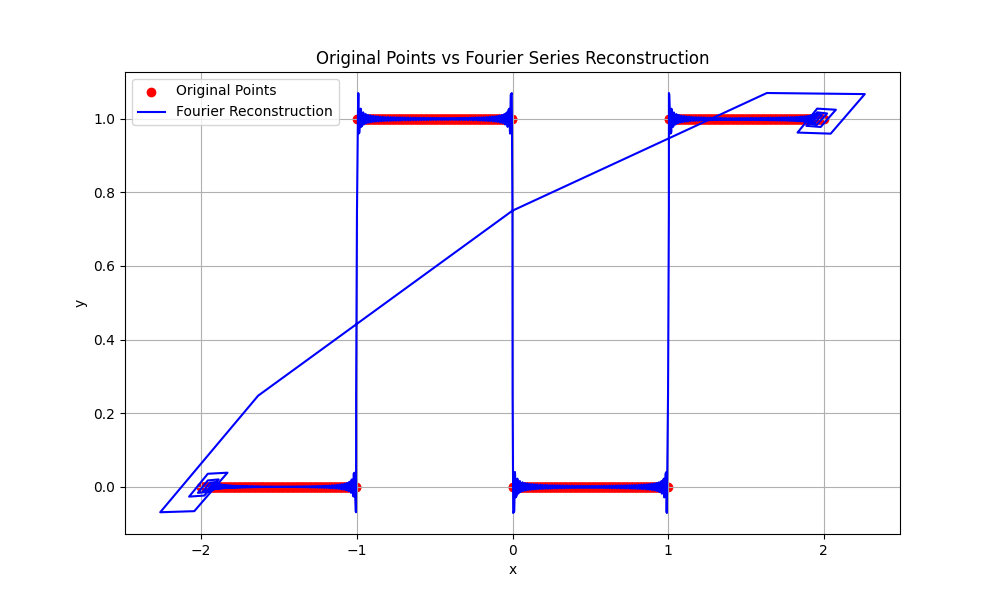 Original Points vs Fourier Series Reconstruction
Original Points
Fourier Reconstruction
1.0
0.8
0.6
0.4
0.2
0.0
y
−2
−1
0
1
2
x